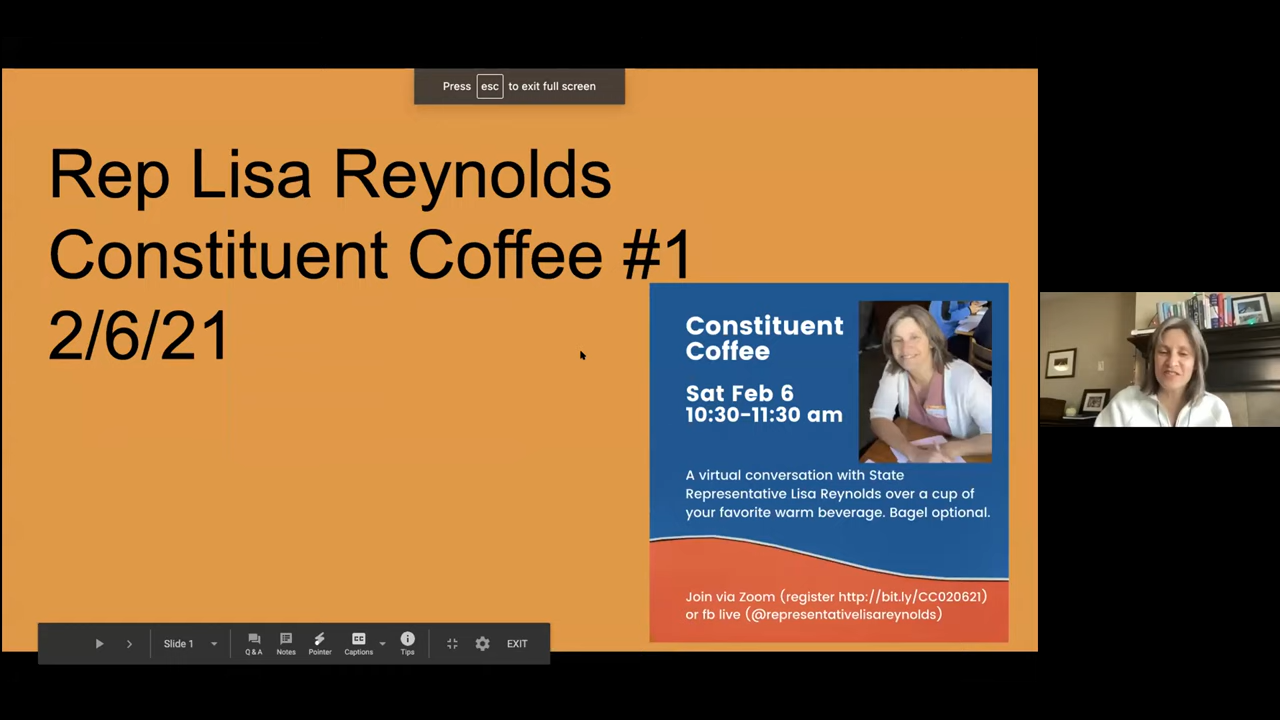 Press esc to exit full screen
Rep Lisa Reynolds
Constituent Coffee #1
2/6/21
Constituent
Coffee
Sat Feb 6
10:30-11:30 am
A virtual conversation with State
Representative Lisa Reynolds over a cup of
your favorite warm beverage. Bagel optional.
Join via Zoom (register http://bit.ly/CC020621)
or fb live (@representativelisareynolds)
Slide 1
Q & A
Notes
Pointer
CC
Captions
Tips
EXIT